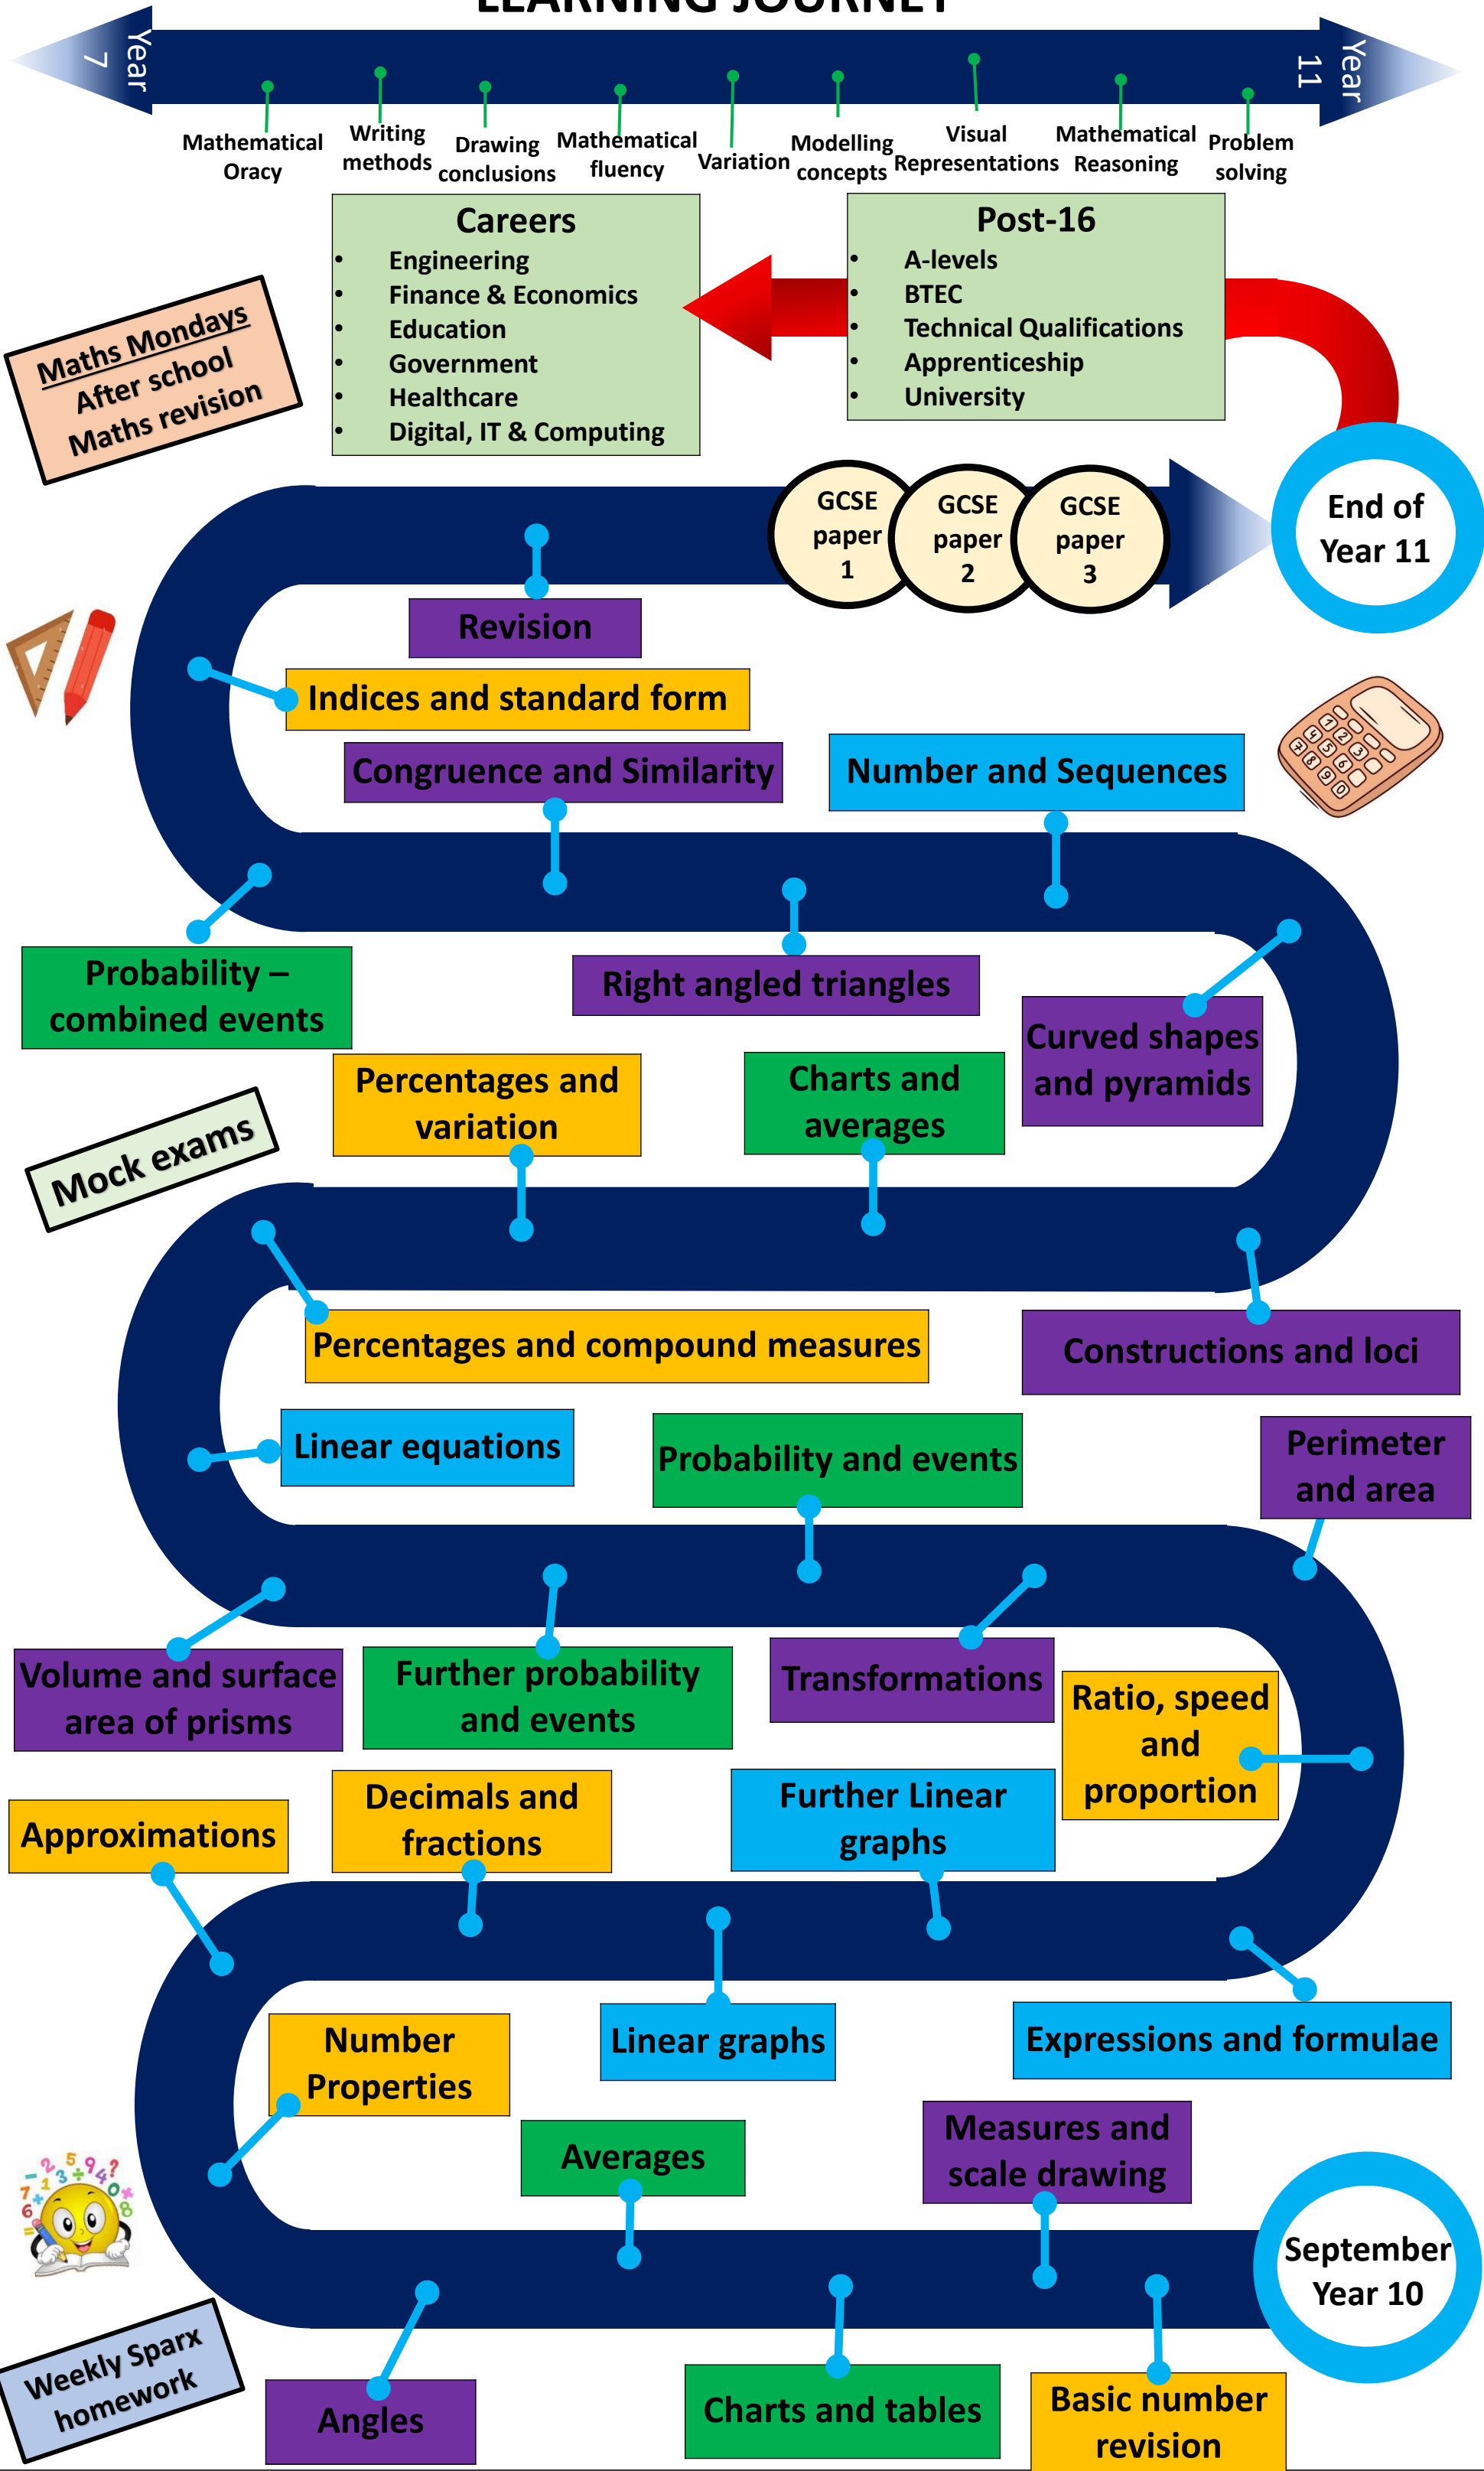 LEARNING JOURNEY
Year
7
Year
11
Mathematical
Oracy
Writing
methods
Drawing
conclusions
Mathematical
fluency
Variation
Modelling
concepts
Visual
Representations
Mathematical
Reasoning
Problem
solving
Careers
• Engineering
• Finance & Economics
• Education
• Government
• Healthcare
• Digital, IT & Computing
Post-16
• A-levels
• BTEC
• Technical Qualifications
• Apprenticeship
• University
Maths Mondays
After school
Maths revision
GCSE
paper
1
GCSE
paper
2
GCSE
paper
3
End of
Year 11
Revision
Indices and standard form
Congruence and Similarity
Number and Sequences
Probability –
combined events
Right angled triangles
Curved shapes
and pyramids
Percentages and
variation
Charts and
averages
Mock exams
Percentages and compound measures
Constructions and loci
Linear equations
Probability and events
Perimeter
and area
Volume and surface
area of prisms
Further probability
and events
Transformations
Ratio, speed
and
proportion
Approximations
Decimals and
fractions
Further Linear
graphs
Number
Properties
Linear graphs
Expressions and formulae
Averages
Measures and
scale drawing
September
Year 10
Weekly Sparx
homework
Angles
Charts and tables
Basic number
revision